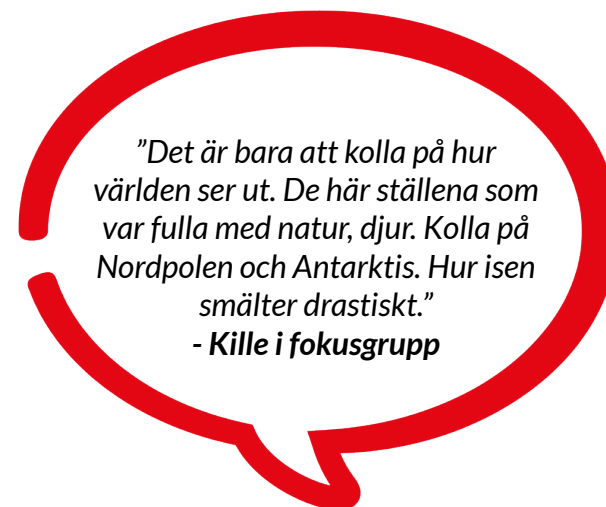 ”Det är bara att kolla på hur
världen ser ut. De här ställena som
var fulla med natur, djur. Kolla på
Nordpolen och Antarktis. Hur isen
smälter drastiskt.”
- Kille i fokusgrupp